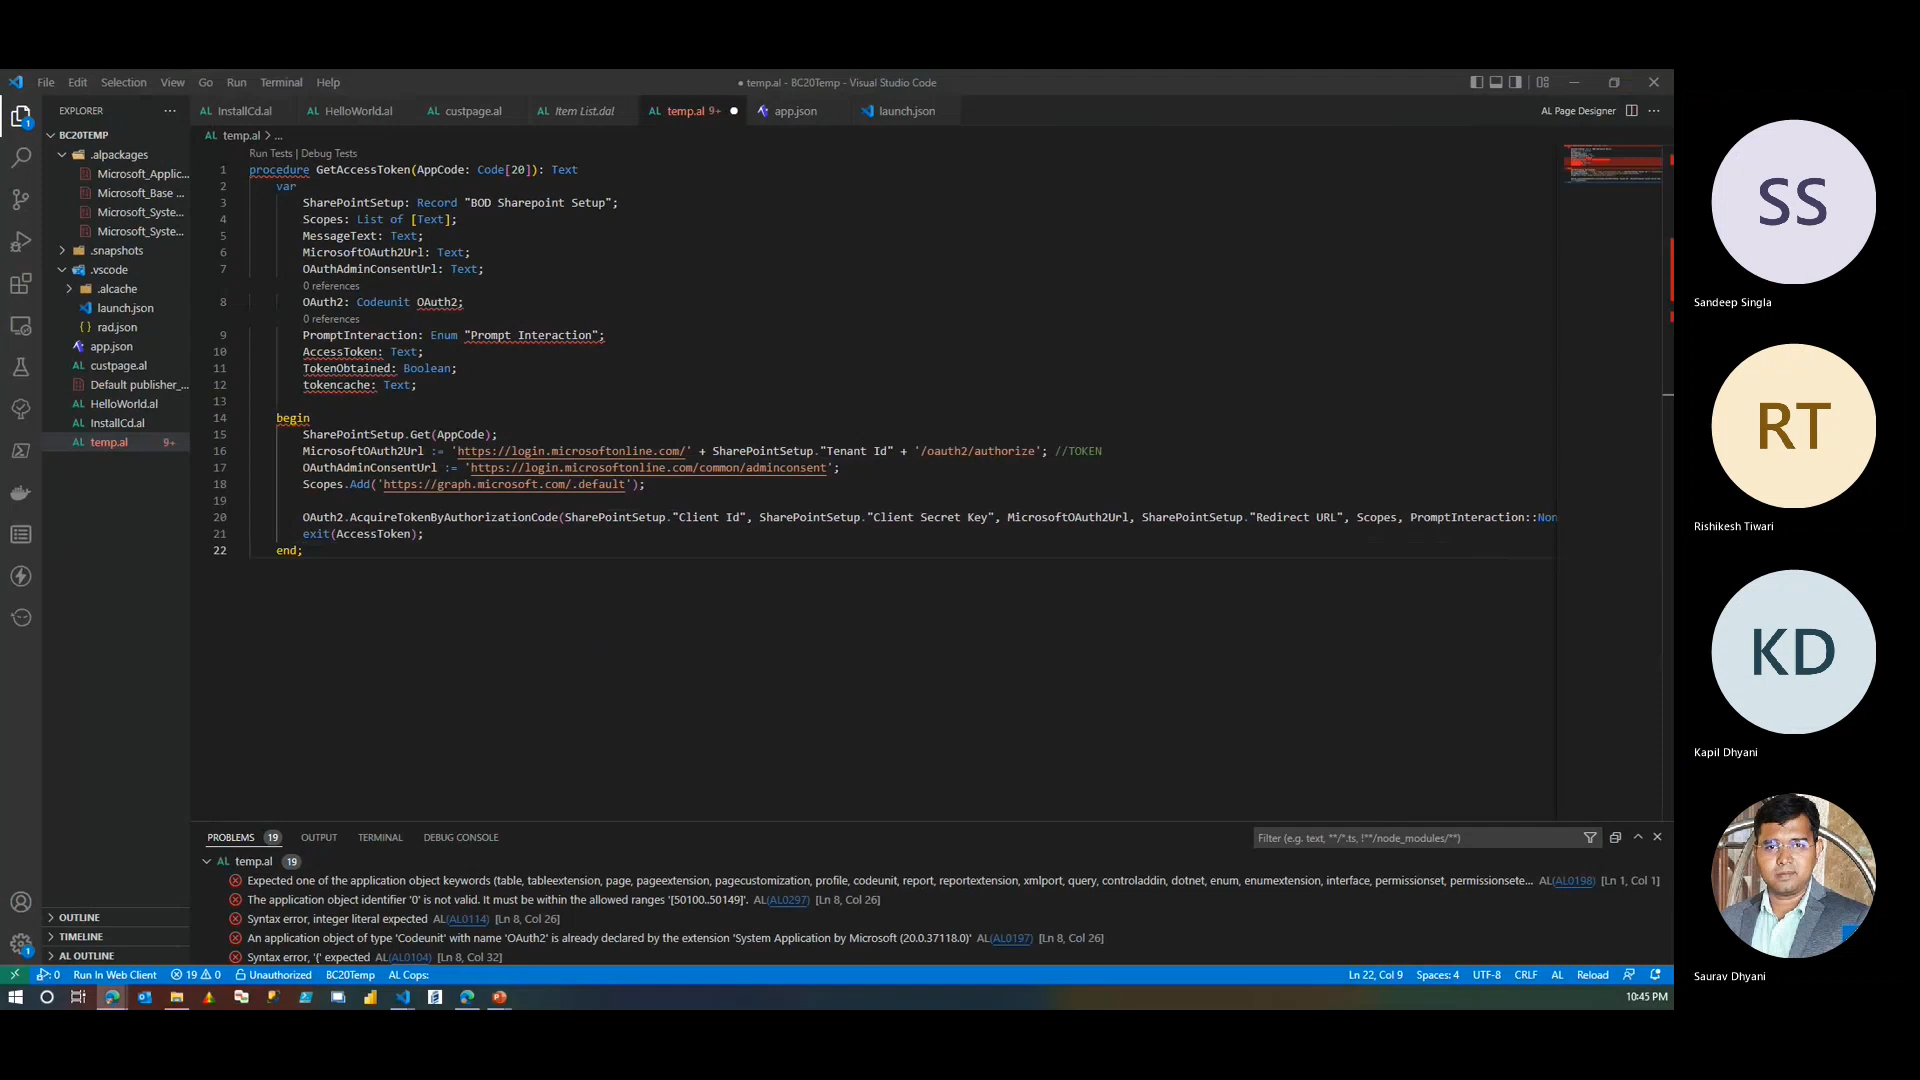 File Edit Selection View Go Run Terminal Help
● temp.al - BC20Temp - Visual Studio Code
EXPLORER ...
AL InstallCd.al
AL HelloWorld.al
AL custpage.al
AL Item List.dal
AL temp.al 9+ ●
app.json
launch.json
AL Page Designer
BC20TEMP
.alpackages
Microsoft_Applic...
Microsoft_Base ...
Microsoft_Syste...
Microsoft_Syste...
.snapshots
.vscode
.alcache
launch.json
{ } rad.json
app.json
AL custpage.al
Default publisher_...
AL HelloWorld.al
AL InstallCd.al
AL temp.al 9+
OUTLINE
TIMELINE
AL OUTLINE
AL temp.al > ...
Run Tests | Debug Tests
1 procedure GetAccessToken(AppCode: Code[20]): Text
2 var
3 SharePointSetup: Record "BOD Sharepoint Setup";
4 Scopes: List of [Text];
5 MessageText: Text;
6 MicrosoftOAuth2Url: Text;
7 OAuthAdminConsentUrl: Text;
0 references
8 OAuth2: Codeunit OAuth2;
0 references
9 PromptInteraction: Enum "Prompt Interaction";
10 AccessToken: Text;
11 TokenObtained: Boolean;
12 tokencache: Text;
13
14 begin
15 SharePointSetup.Get(AppCode);
16 MicrosoftOAuth2Url := 'https://login.microsoftonline.com/' + SharePointSetup."Tenant Id" + '/oauth2/authorize'; //TOKEN
17 OAuthAdminConsentUrl := 'https://login.microsoftonline.com/common/adminconsent';
18 Scopes.Add('https://graph.microsoft.com/.default');
19
20 OAuth2.AcquireTokenByAuthorizationCode(SharePointSetup."Client Id", SharePointSetup."Client Secret Key", MicrosoftOAuth2Url, SharePointSetup."Redirect URL", Scopes, PromptInteraction::Non
21 exit(AccessToken);
22 end;
PROBLEMS 19 OUTPUT TERMINAL DEBUG CONSOLE
Filter (e.g. text, **/*.ts, !**/node_modules/**)
AL temp.al 19
Expected one of the application object keywords (table, tableextension, page, pageextension, pagecustomization, profile, codeunit, report, reportextension, xmlport, query, controladdin, dotnet, enum, enumextension, interface, permissionset, permissionsete... AL(AL0198) [Ln 1, Col 1]
The application object identifier '0' is not valid. It must be within the allowed ranges '[50100..50149]'. AL(AL0297) [Ln 8, Col 26]
Syntax error, integer literal expected AL(AL0114) [Ln 8, Col 26]
An application object of type 'Codeunit' with name 'OAuth2' is already declared by the extension 'System Application by Microsoft (20.0.37118.0)' AL(AL0197) [Ln 8, Col 26]
Syntax error, '{' expected AL(AL0104) [Ln 8, Col 32]
0 Run In Web Client 19 0 Unauthorized BC20Temp AL Cops:
Ln 22, Col 9 Spaces: 4 UTF-8 CRLF AL Reload
10:45 PM
SS
Sandeep Singla
RT
Rishikesh Tiwari
KD
Kapil Dhyani
Saurav Dhyani